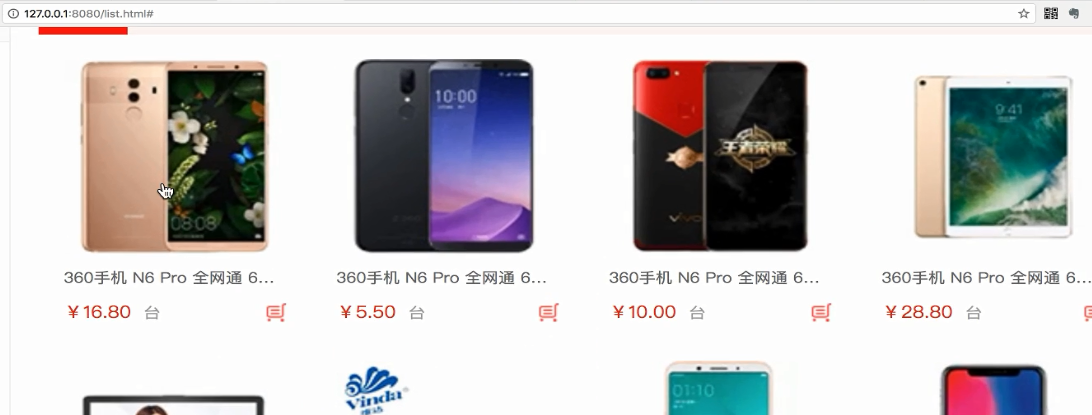 127.0.0.1:8080/list.html#
08:08
10:00
王者荣耀
vivo
9:41
360手机 N6 Pro 全网通 6...
360手机 N6 Pro 全网通 6...
360手机 N6 Pro 全网通 6...
360手机 N6 Pro 全网通 6...
￥16.80 台
￥5.50 台
￥10.00 台
￥28.80 台
Vinda
维达
01:10